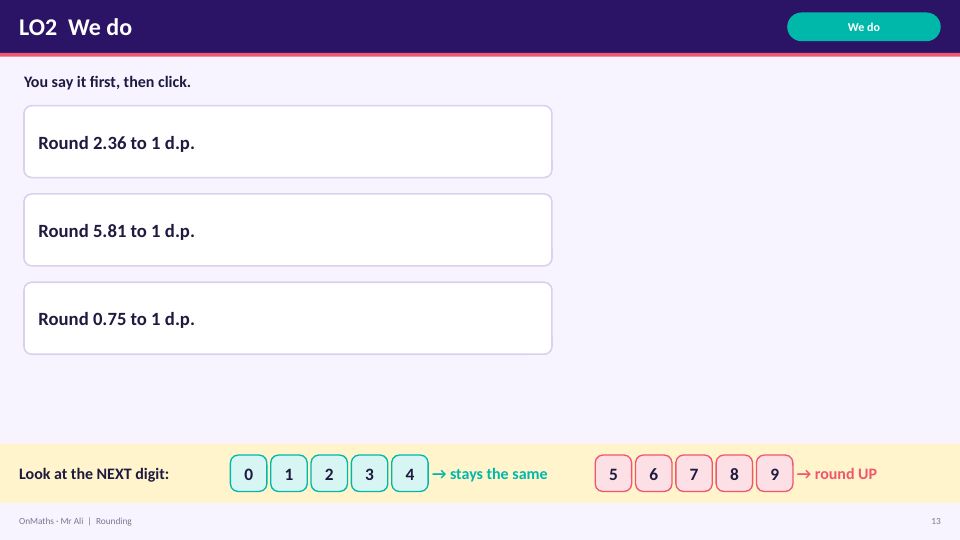 LO2 We do
We do
You say it first, then click.
Round 2.36 to 1 d.p.
Round 5.81 to 1 d.p.
Round 0.75 to 1 d.p.
Look at the NEXT digit: 0 1 2 3 4 → stays the same 5 6 7 8 9 → round UP
OnMaths - Mr Ali | Rounding 13